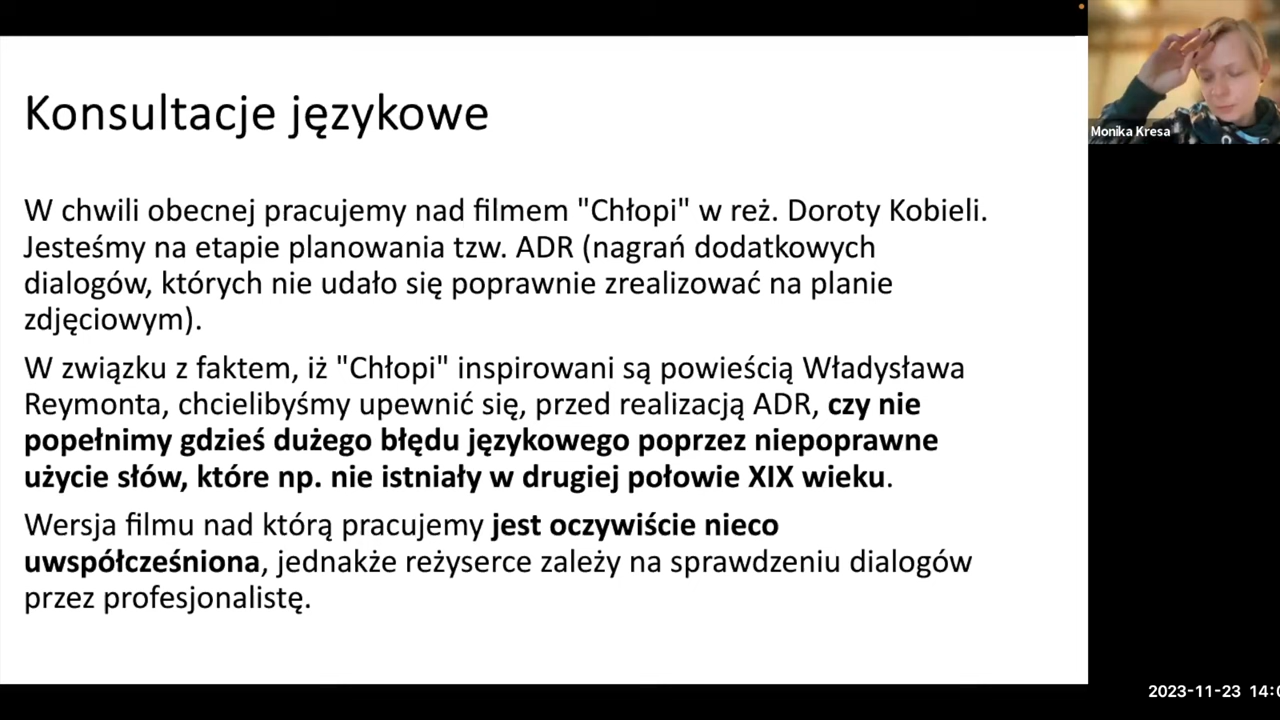 Konsultacje językowe
W chwili obecnej pracujemy nad filmem "Chłopi" w reż. Doroty Kobieli.
Jesteśmy na etapie planowania tzw. ADR (nagrań dodatkowych
dialogów, których nie udało się poprawnie zrealizować na planie
zdjęciowym).
W związku z faktem, iż "Chłopi" inspirowani są powieścią Władysława
Reymonta, chcielibyśmy upewnić się, przed realizacją ADR, czy nie
popełnimy gdzieś dużego błędu językowego poprzez niepoprawne
użycie słów, które np. nie istniały w drugiej połowie XIX wieku.
Wersja filmu nad którą pracujemy jest oczywiście nieco
uwspółcześniona, jednakże reżyserce zależy na sprawdzeniu dialogów
przez profesjonalistę.
Monika Kresa
2023-11-23 14:0